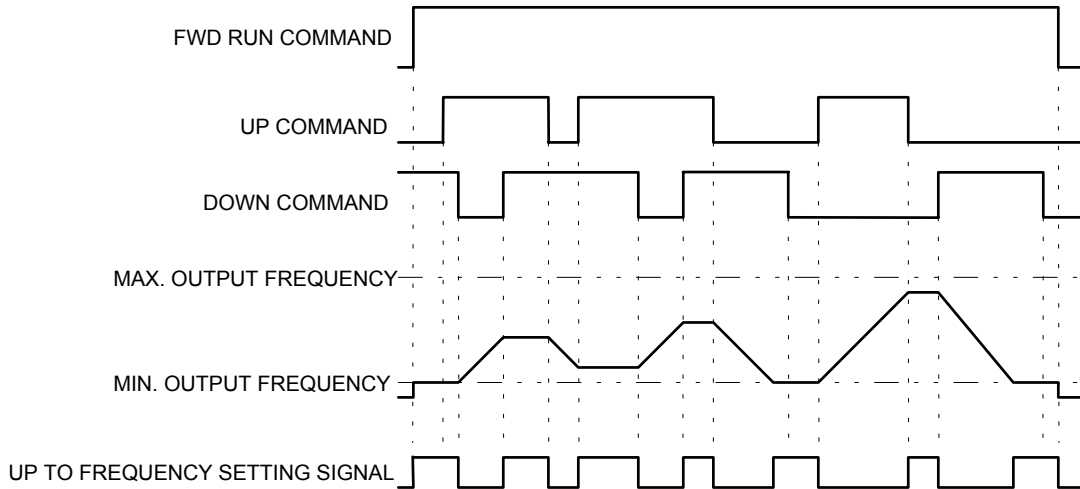 FWD RUN COMMAND
UP COMMAND
DOWN COMMAND
MAX. OUTPUT FREQUENCY
MIN. OUTPUT FREQUENCY
UP TO FREQUENCY SETTING SIGNAL